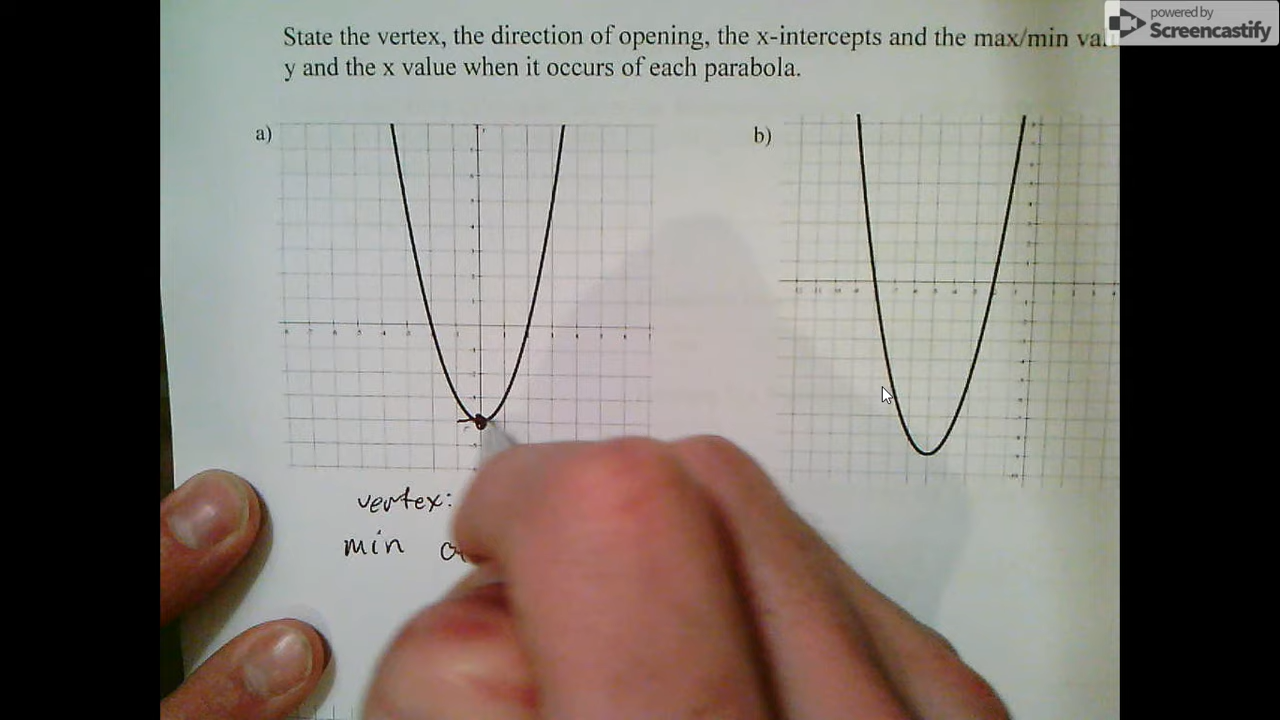 powered by
Screencastify
State the vertex, the direction of opening, the x-intercepts and the max/min
y and the x value when it occurs of each parabola.
a)
b)
vertex:
min